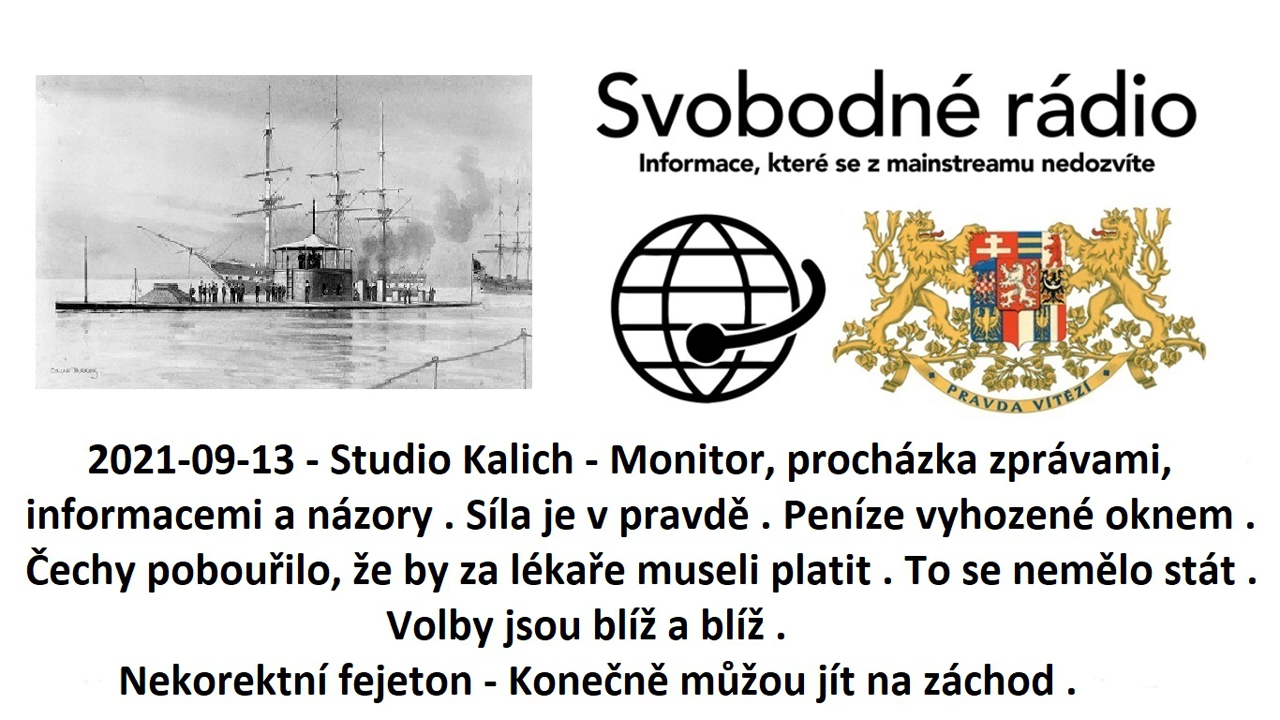 Svobodné rádio
Informace, které se z mainstreamu nedozvíte
PRAVDA VÍTĚZÍ
2021-09-13 - Studio Kalich - Monitor, procházka zprávami,
informacemi a názory . Síla je v pravdě . Peníze vyhozené oknem .
Čechy pobouřilo, že by za lékaře museli platit . To se nemělo stát .
Volby jsou blíž a blíž .
Nekorektní fejeton - Konečně můžou jít na záchod .